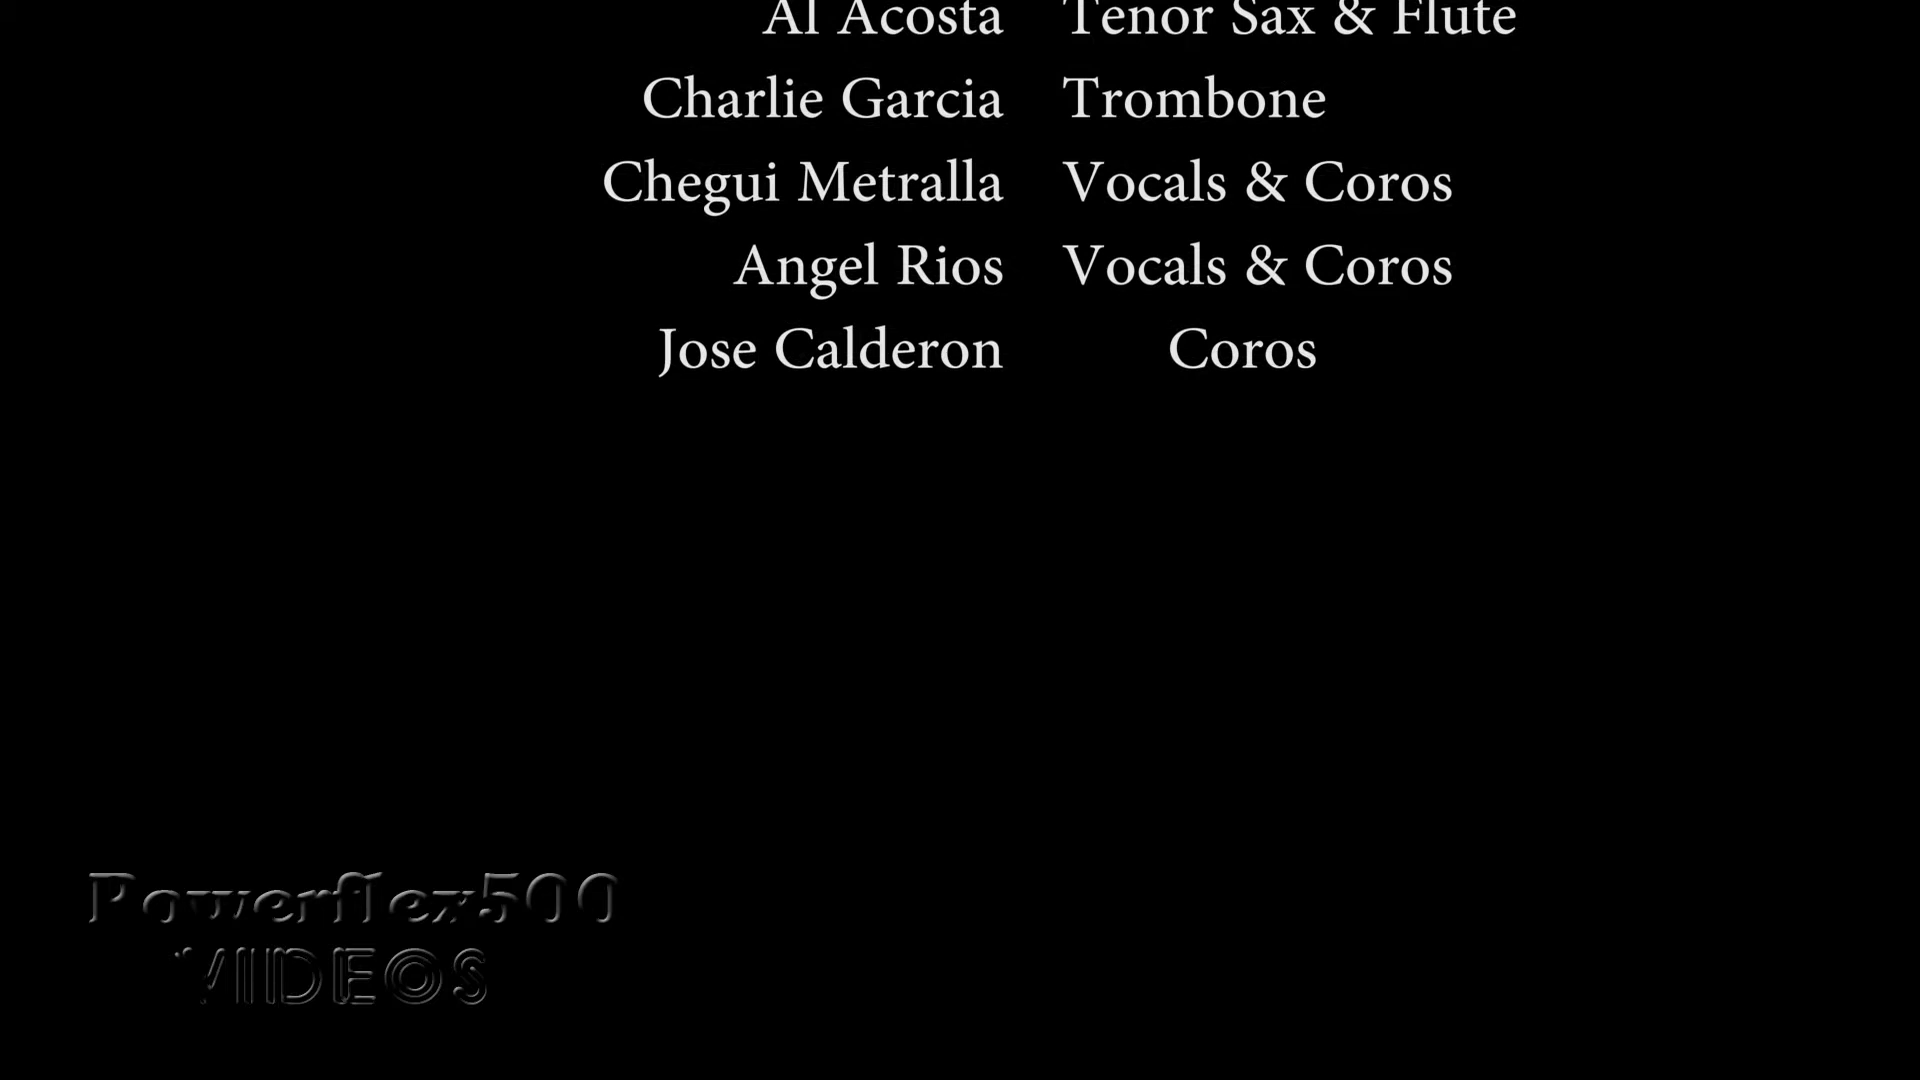 Al Acosta Tenor Sax & Flute
Charlie Garcia Trombone
Chegui Metralla Vocals & Coros
Angel Rios Vocals & Coros
Jose Calderon Coros
Powerflex500
VIDEOS